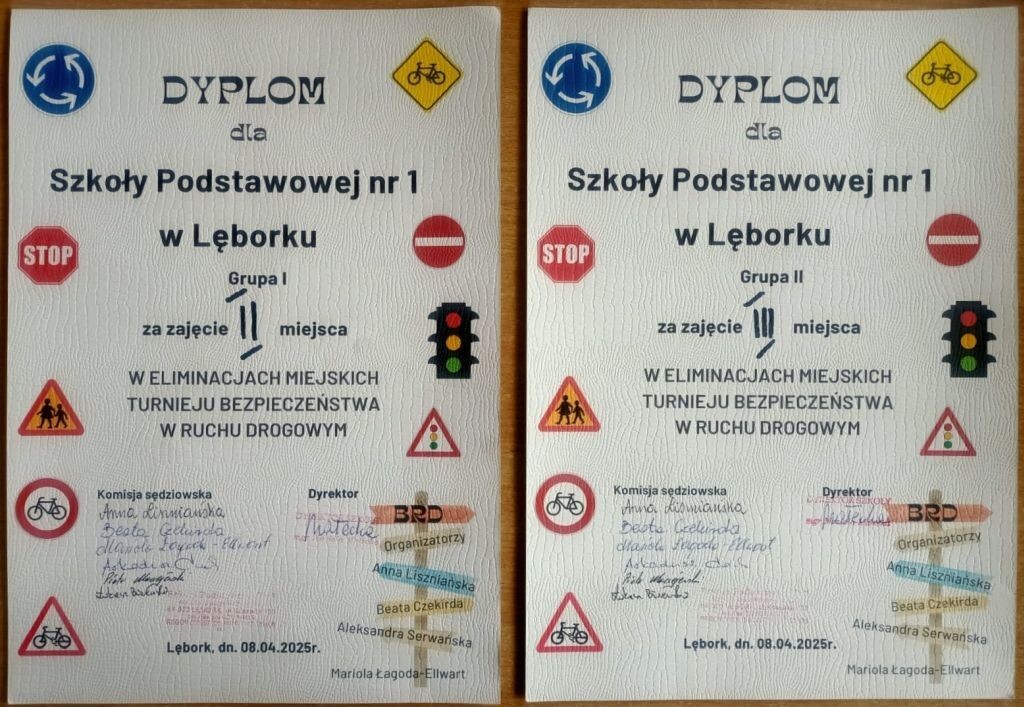 DYPLOM
dla
Szkoły Podstawowej nr 1
w Lęborku
STOP
Grupa I
za zajęcie II miejsca
W ELIMINACJACH MIEJSKICH
TURNIEJU BEZPIECZEŃSTWA
W RUCHU DROGOWYM
Komisja sędziowska
Dyrektor
Anna Liśniańska
BRD
Organizatorzy
Anna Liszniańska
Beata Czekirda
Aleksandra Serwańska
Lębork, dn. 08.04.2025r.
Mariola Łagoda-Ellwart
DYPLOM
dla
Szkoły Podstawowej nr 1
w Lęborku
STOP
Grupa II
za zajęcie III miejsca
W ELIMINACJACH MIEJSKICH
TURNIEJU BEZPIECZEŃSTWA
W RUCHU DROGOWYM
Komisja sędziowska
Dyrektor
Anna Liśniańska
BRD
Organizatorzy
Anna Liszniańska
Beata Czekirda
Aleksandra Serwańska
Lębork, dn. 08.04.2025r.
Mariola Łagoda-Ellwart